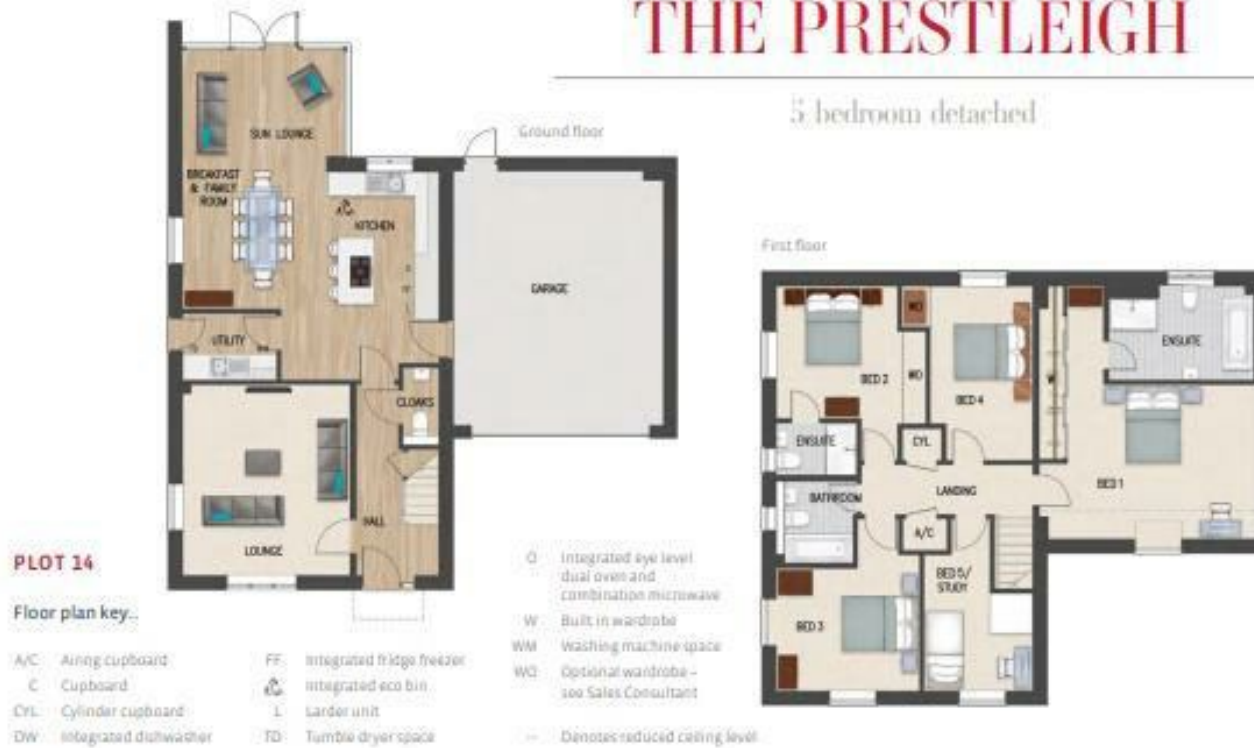 THE PRESTLEIGH
5 bedroom detached
Ground floor
SUN LOUNGE
BREAKFAST
& FAMILY
ROOM
KITCHEN
GARAGE
UTILITY
CLOAKS
HALL
LOUNGE
First floor
WO
ENSUITE
BED 2
WO
BED 4
W
ENSUITE
CYL
BED 1
BATHROOM
LANDING
A/C
BED 5/
STUDY
BED 3
PLOT 14
Floor plan key..
A/C Airing cupboard
C Cupboard
CYL Cylinder cupboard
DW Integrated dishwasher
FF Integrated fridge freezer
Integrated eco bin
L Larder unit
TD Tumble dryer space
O Integrated eye level
dual oven and
combination microwave
W Built in wardrobe
WM Washing machine space
WO Optional wardrobe –
see Sales Consultant
-- Denotes reduced ceiling level